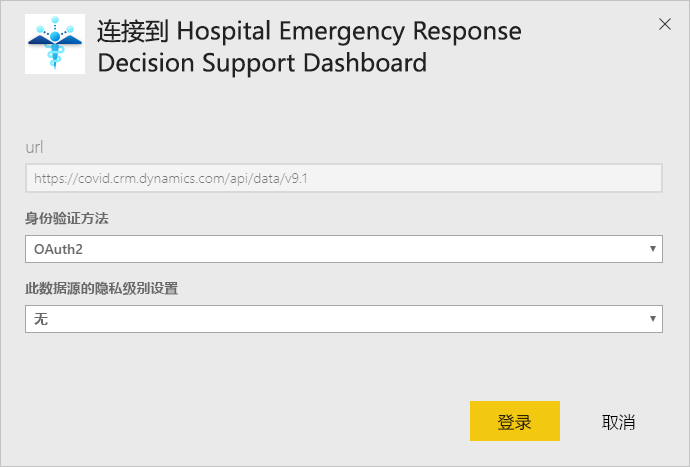 连接到 Hospital Emergency Response
Decision Support Dashboard
url
https://covid.crm.dynamics.com/api/data/v9.1
身份验证方法
OAuth2
此数据源的隐私级别设置
无
登录 取消